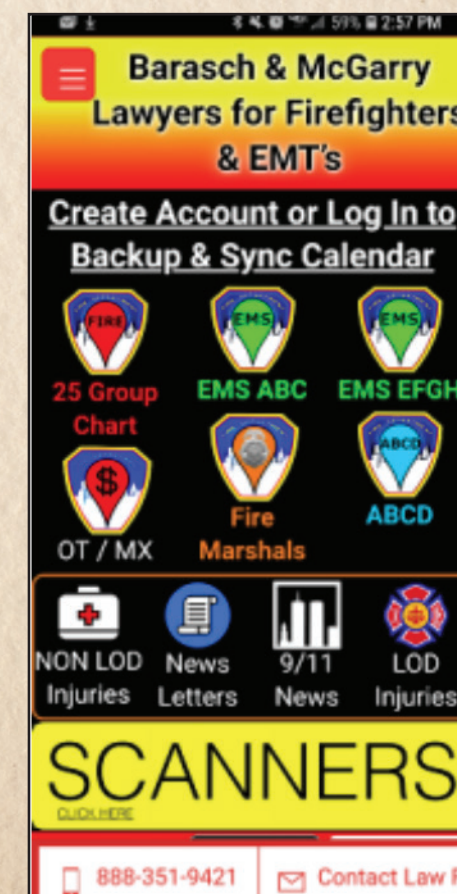 59% 2:57 PM
Barasch & McGarry
Lawyers for Firefighters
& EMT's
Create Account or Log In to
Backup & Sync Calendar
FIRE EMS EMS
25 Group
Chart
EMS ABC
EMS EFGH
$ ABCD
OT / MX
Fire
Marshals
ABCD
NON LOD
Injuries
News
Letters
9/11
News
LOD
Injuries
SCANNERS
CLICK HERE
888-351-9421
Contact Law